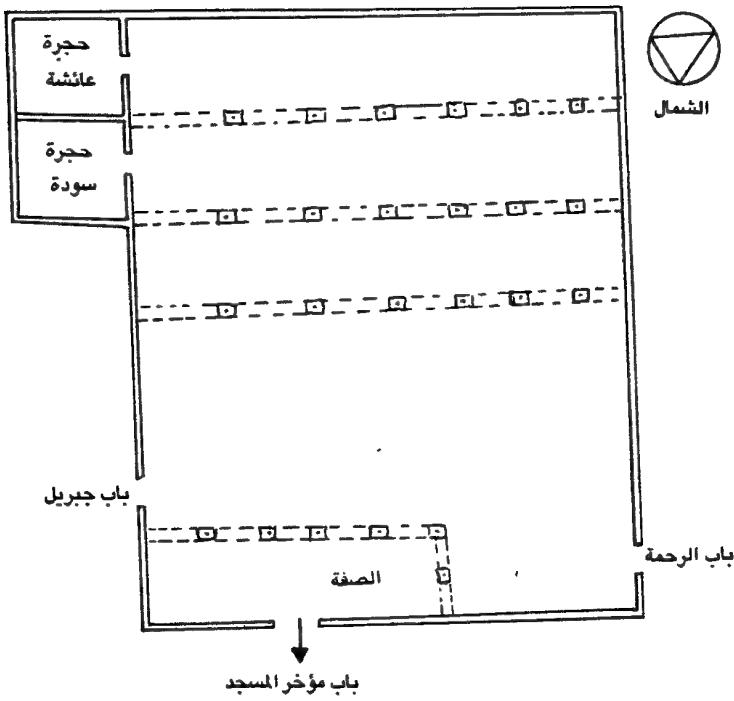 حجرة
عائشة
الشمال
حجرة
سودة
باب جبريل
باب الرحمة
الصفة
باب مؤخر المسجد